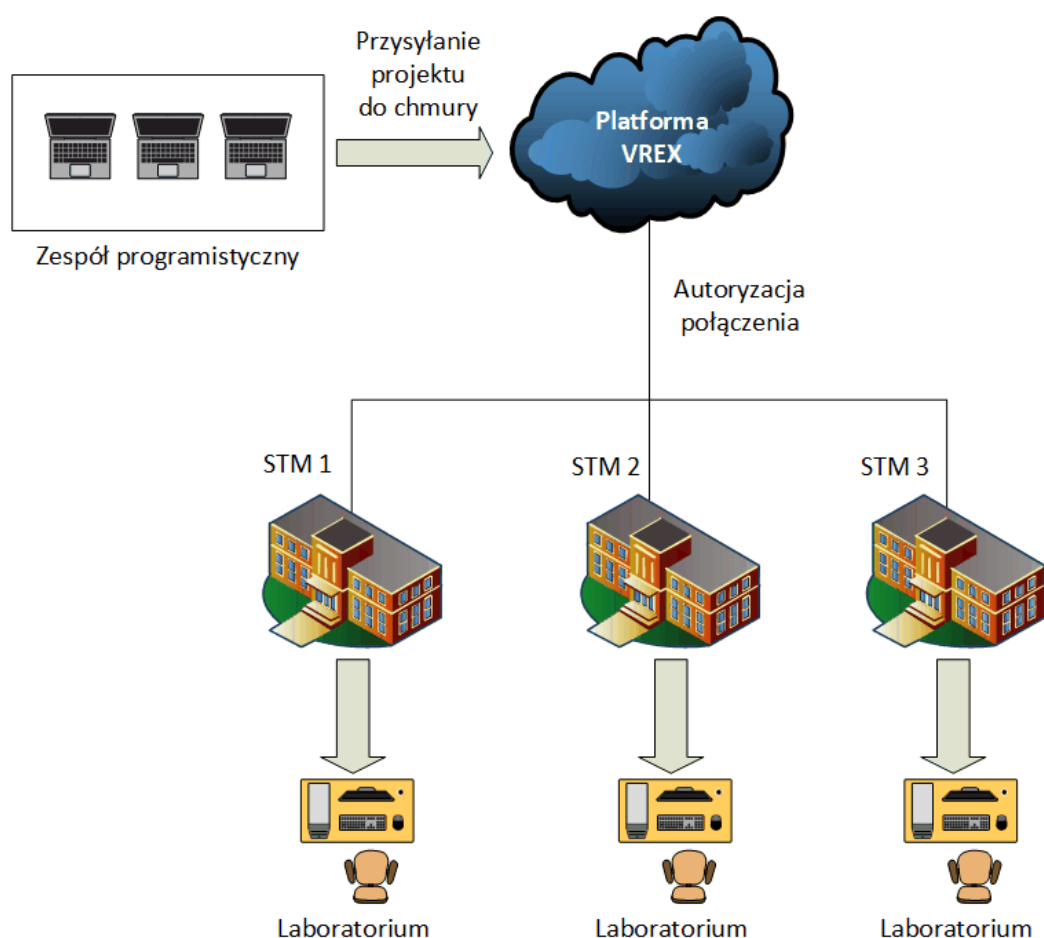 Przysyłanie
projektu
do chmury
Platforma
VREX
Zespół programistyczny
Autoryzacja
połączenia
STM 1
STM 2
STM 3
Laboratorium
Laboratorium
Laboratorium